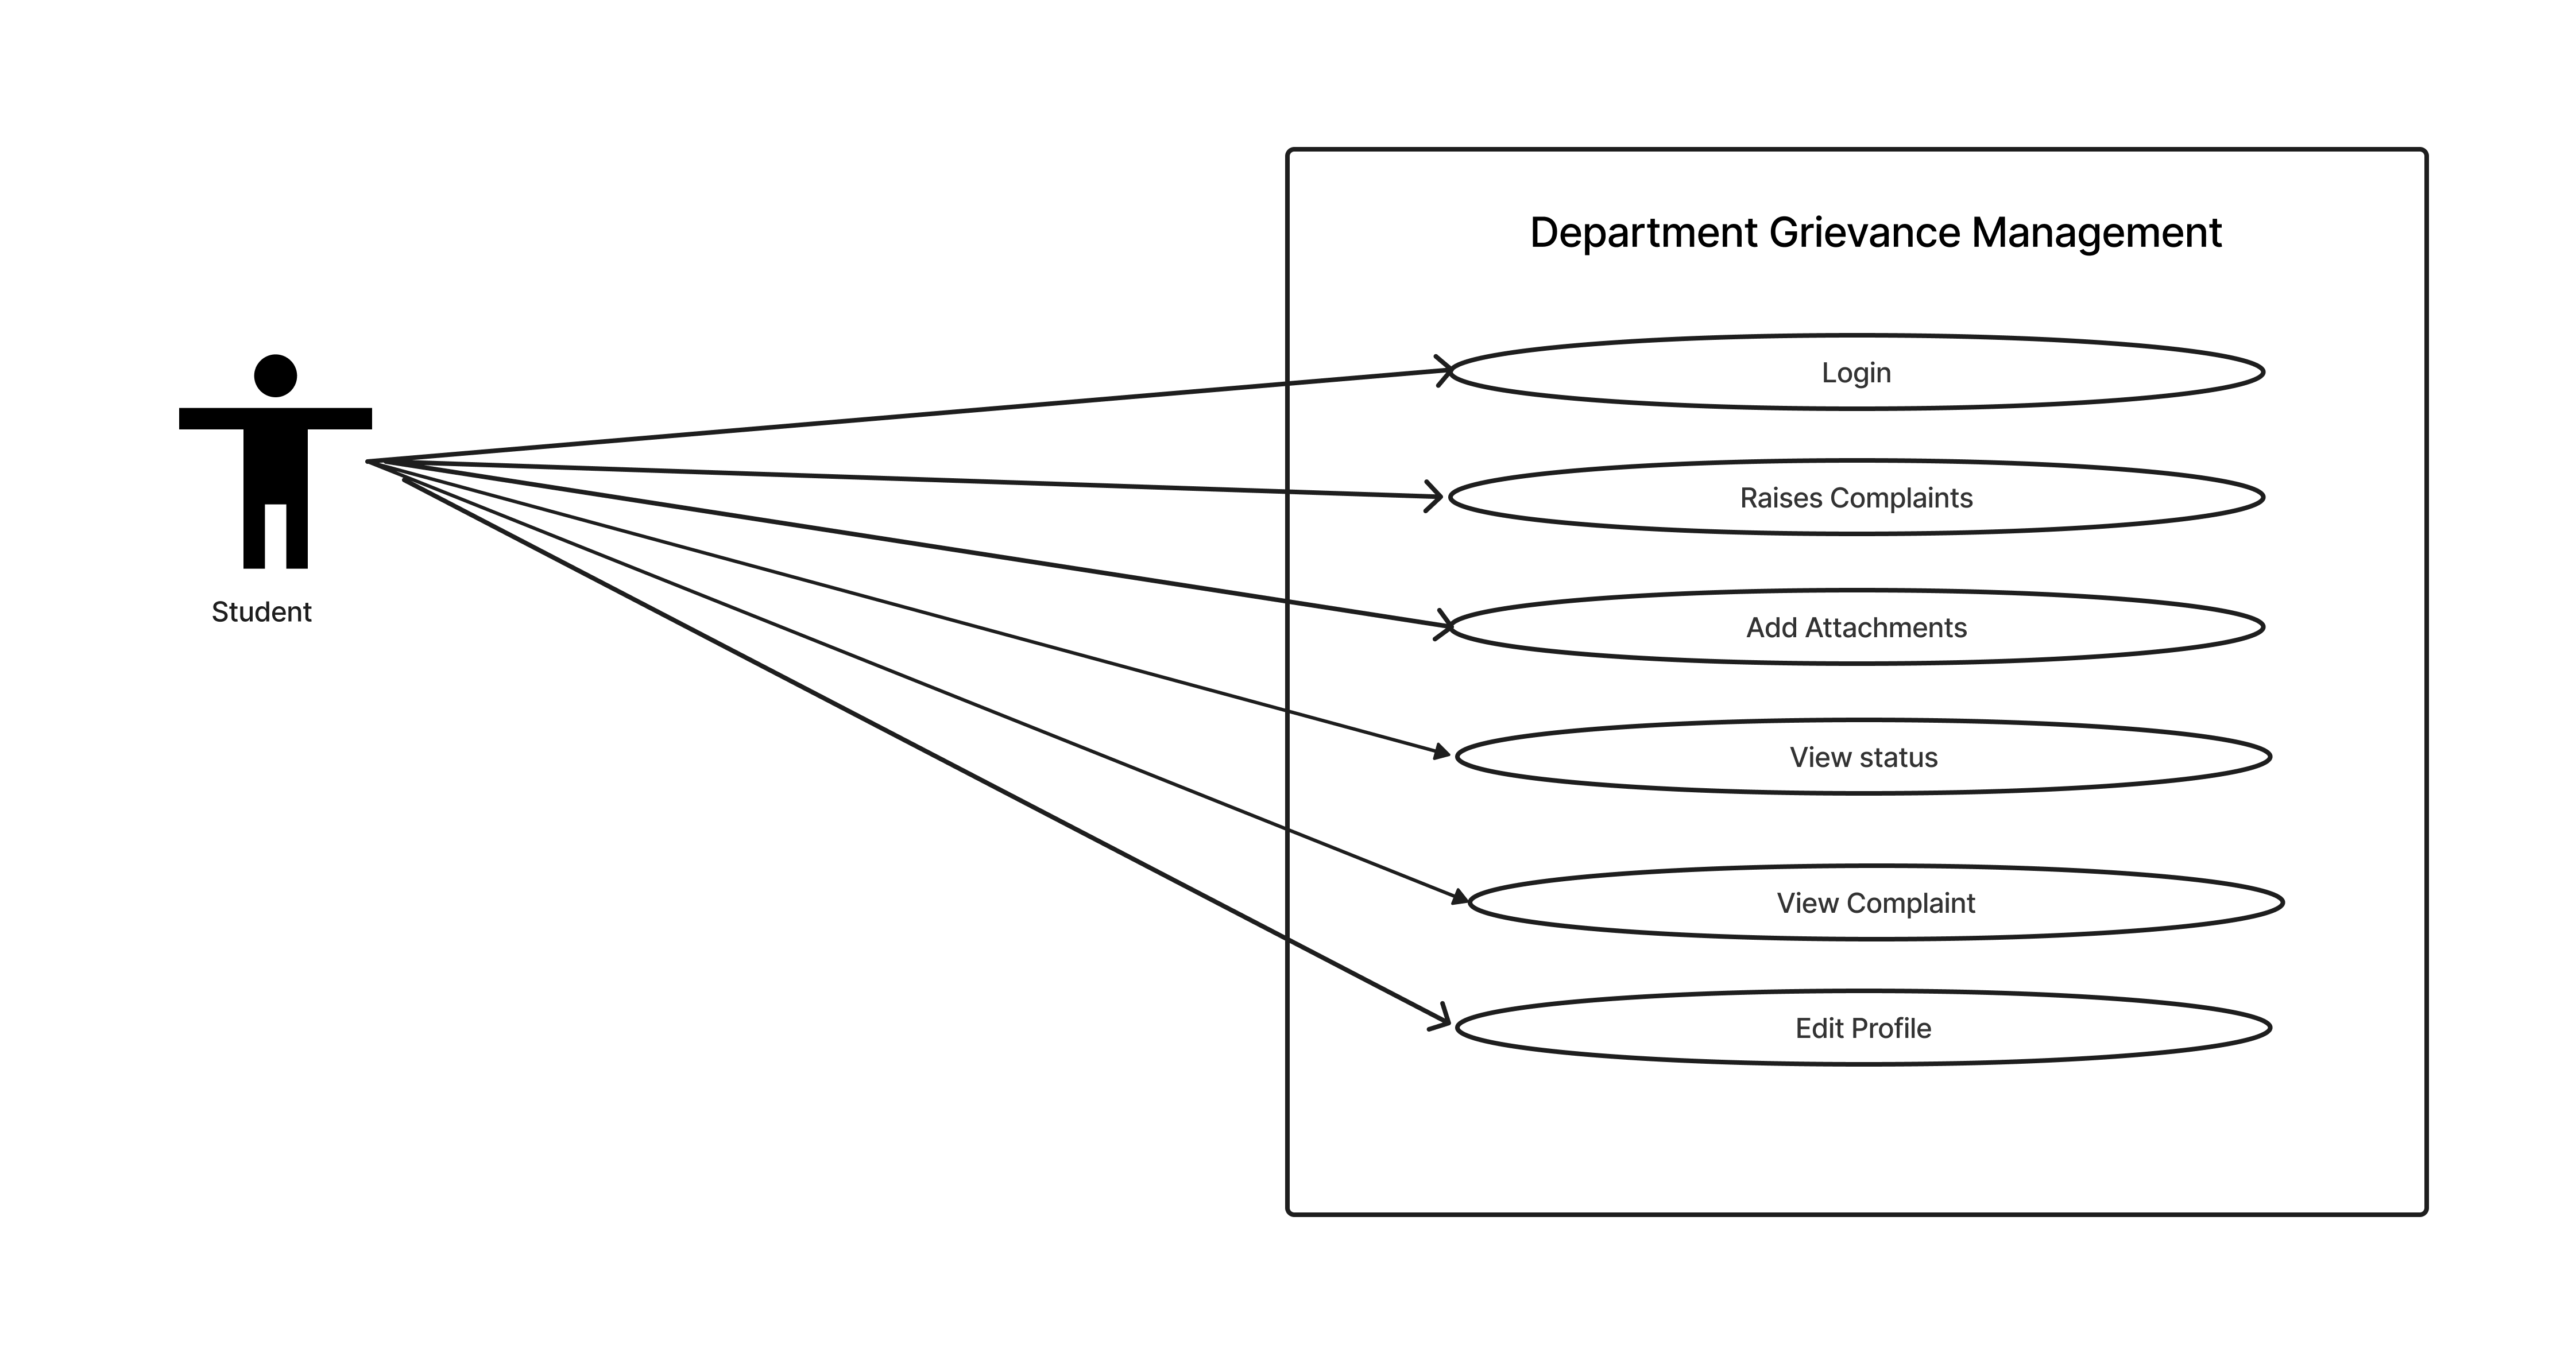 Department Grievance Management
Login
Raises Complaints
Add Attachments
Student
View status
View Complaint
Edit Profile